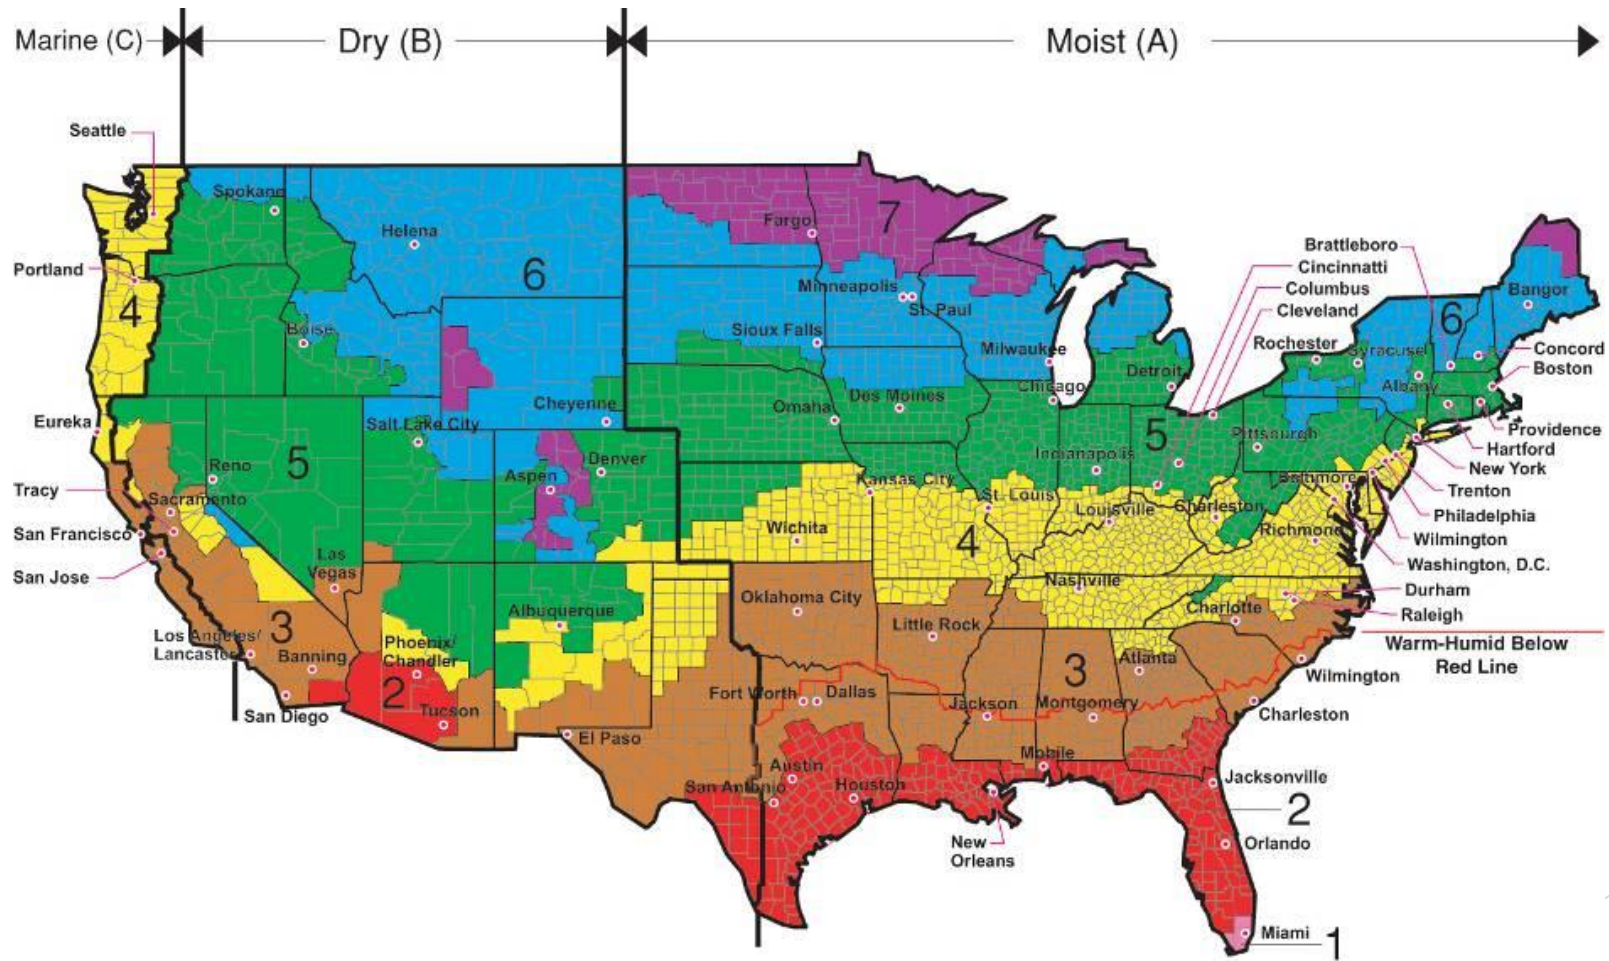 Marine (C)
Dry (B)
Moist (A)
Seattle
Spokane
Helena
6
Portland
4
Boise
Fargo
7
Minneapolis
St. Paul
Sioux Falls
Milwaukee
Chicago
Detroit
Brattleboro
Cincinnatti
Columbus
Cleveland
Rochester
Syracuse
Albany
6
Bangor
Concord
Boston
Providence
Hartford
New York
Trenton
Philadelphia
Wilmington
Washington, D.C.
Durham
Raleigh
Warm-Humid Below
Red Line
Wilmington
Charleston
Eureka
Tracy
San Francisco
San Jose
Reno
Sacramento
5
Las
Vegas
Salt Lake City
Cheyenne
Aspen
Denver
Omaha
Des Moines
Indianapolis
5
Pittsburgh
Baltimore
Kansas City
St. Louis
Louisville
Charleston
Richmond
Wichita
4
Nashville
Charlotte
3
Los Angeles/
Lancaster
Banning
San Diego
Phoenix/
Chandler
2
Tucson
Albuquerque
El Paso
Oklahoma City
Little Rock
Atlanta
3
Fort Worth
Dallas
Jackson
Montgomery
Mobile
Austin
San Antonio
Houston
New
Orleans
Jacksonville
2
Orlando
Miami
1